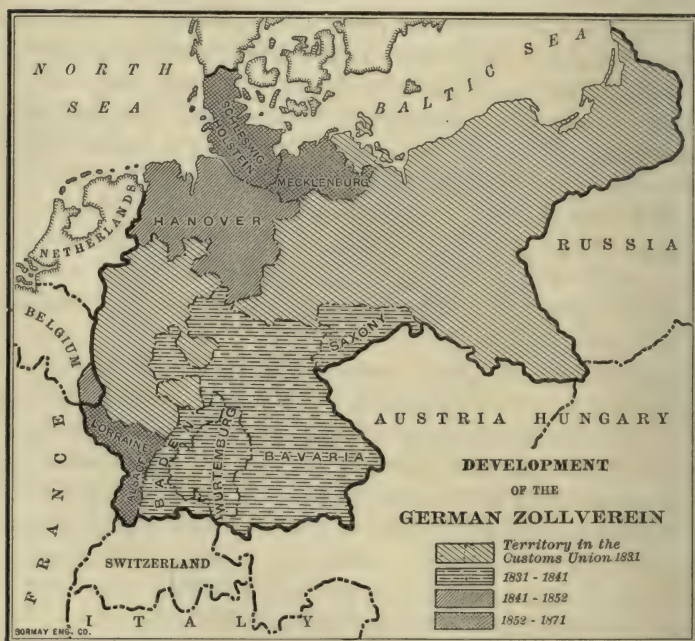 NORTH
SEA
BALTIC SEA
SCHLESWIG
HOLSTEIN
MECKLENBURG
HANOVER
NETHERLANDS
RUSSIA
BELGIUM
SAXONY
LORRAINE
ALSACE
BADEN
WURTEMBURG
BAVARIA
AUSTRIA HUNGARY
FRANCE
SWITZERLAND
ITALY
DEVELOPMENT
OF THE
GERMAN ZOLLVEREIN
Territory in the
Customs Union 1831
1831 - 1841
1841 - 1852
1852 - 1871
BORMAY ENG. CO.